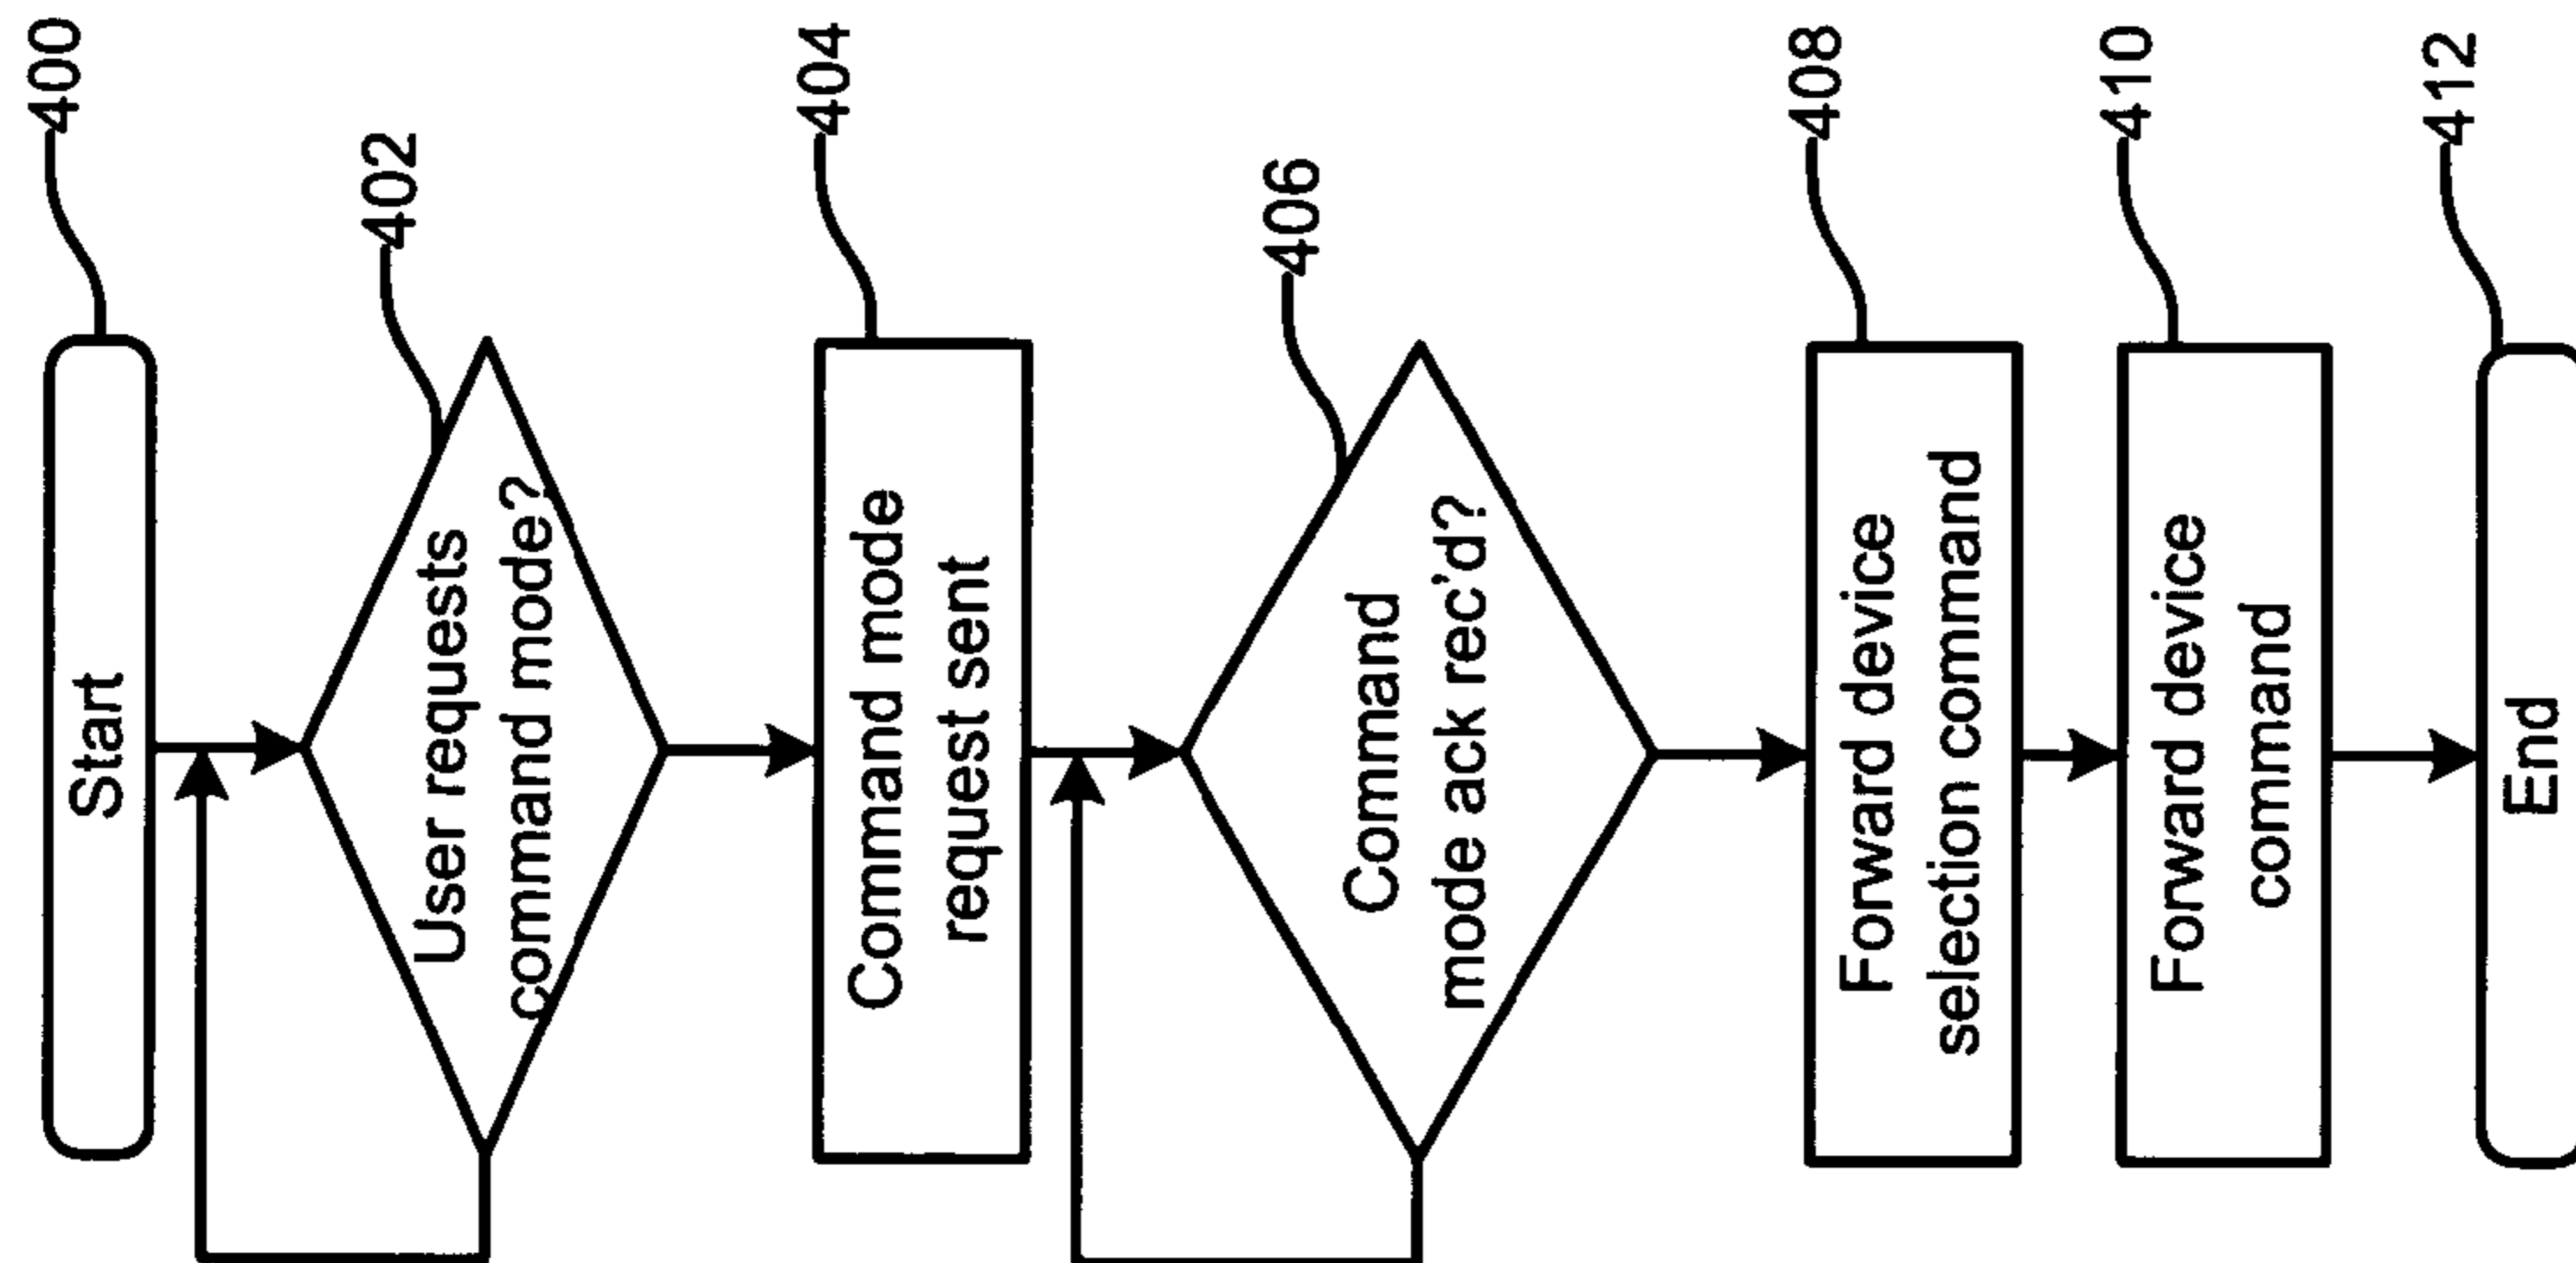 400
Start
402
User requests
command mode?
404
Command mode
request sent
406
Command
mode ack rec'd?
408
Forward device
selection command
410
Forward device
command
412
End